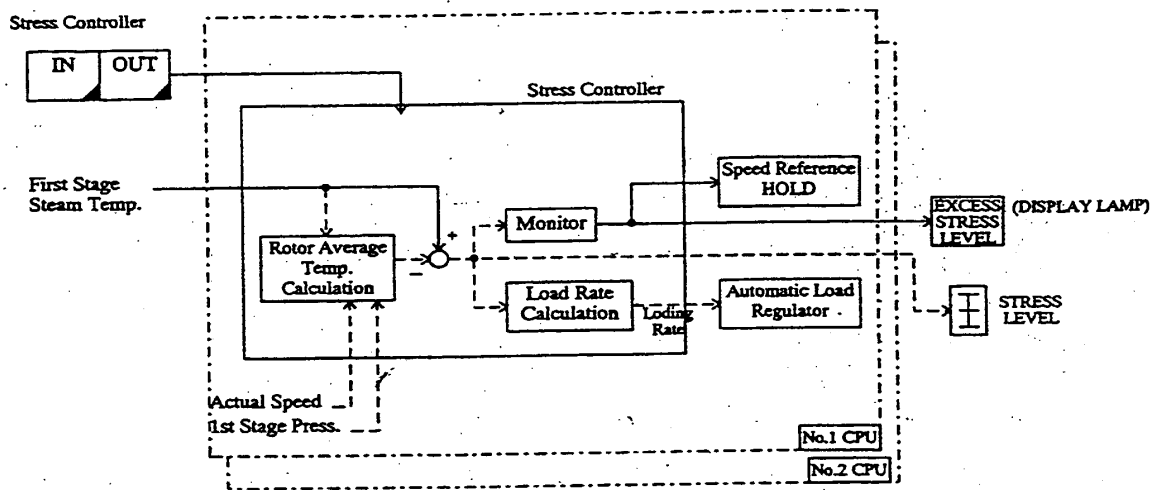 Stress Controller
IN OUT
Stress Controller
First Stage
Steam Temp.
Rotor Average
Temp.
Calculation
+
−
Monitor
Speed Reference
HOLD
EXCESS
STRESS
LEVEL
(DISPLAY LAMP)
Load Rate
Calculation
Loding
Rate
Automatic Load
Regulator
STRESS
LEVEL
Actual Speed
1st Stage Press.
No.1 CPU
No.2 CPU